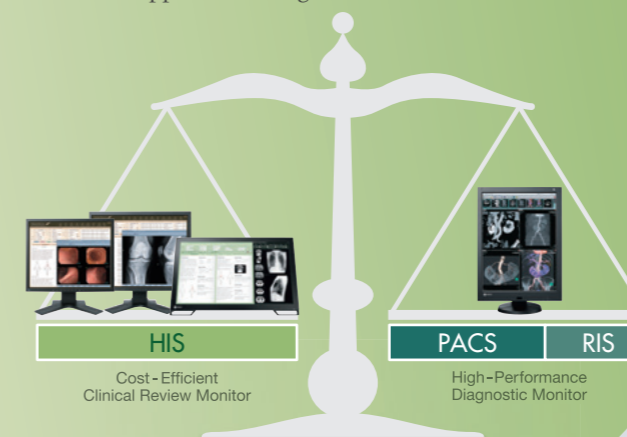 HIS
Cost-Efficient
Clinical Review Monitor
PACS
RIS
High-Performance
Diagnostic Monitor